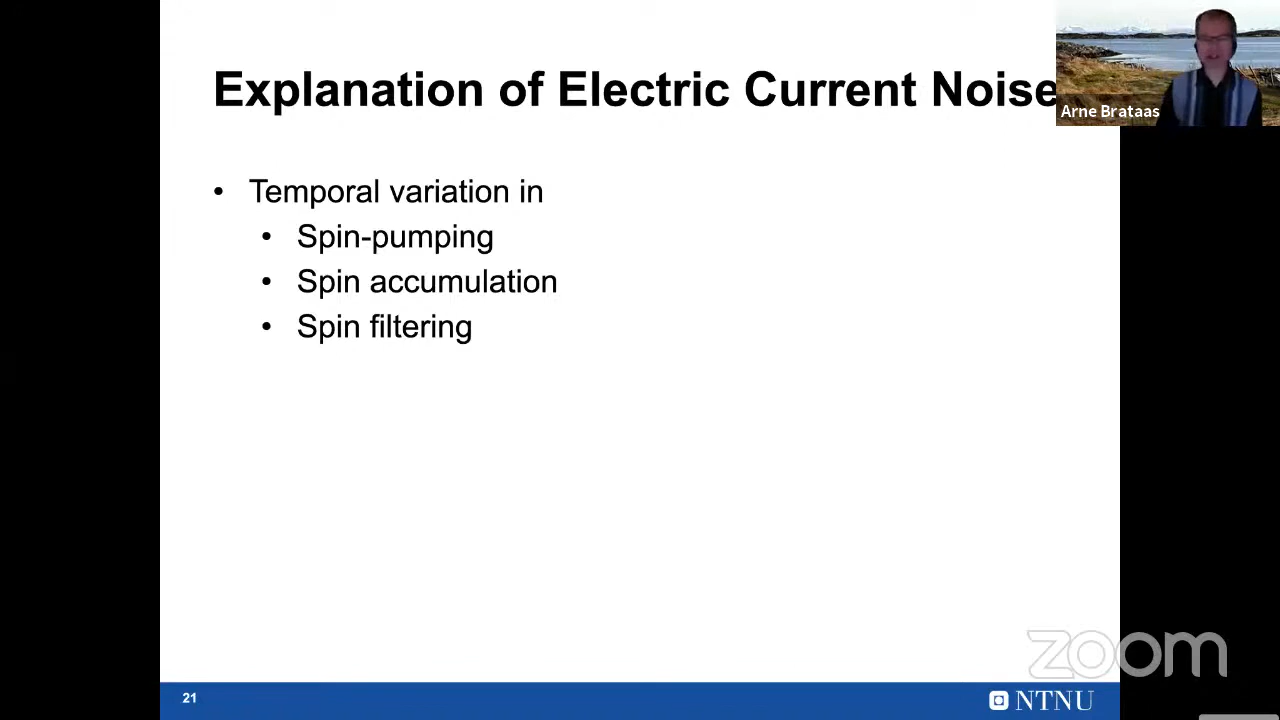 Explanation of Electric Current Noise
Arne Brataas
• Temporal variation in
• Spin-pumping
• Spin accumulation
• Spin filtering
zoom
21
NTNU